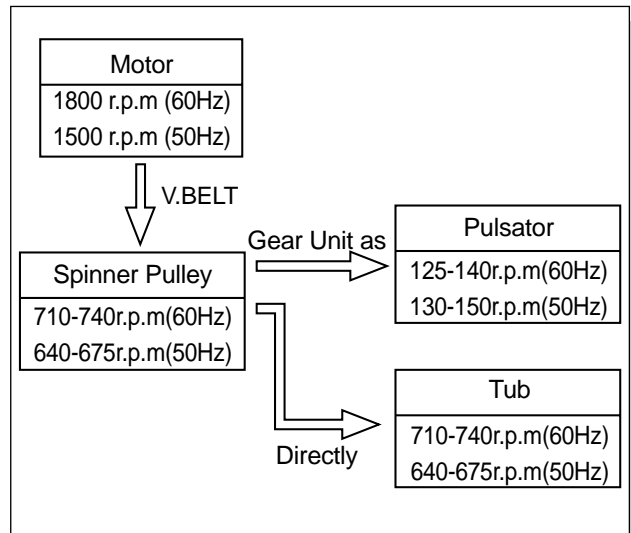 Motor
1800 r.p.m (60Hz)
1500 r.p.m (50Hz)
V.BELT
Spinner Pulley
710-740r.p.m(60Hz)
640-675r.p.m(50Hz)
Gear Unit as
Pulsator
125-140r.p.m(60Hz)
130-150r.p.m(50Hz)
Directly
Tub
710-740r.p.m(60Hz)
640-675r.p.m(50Hz)